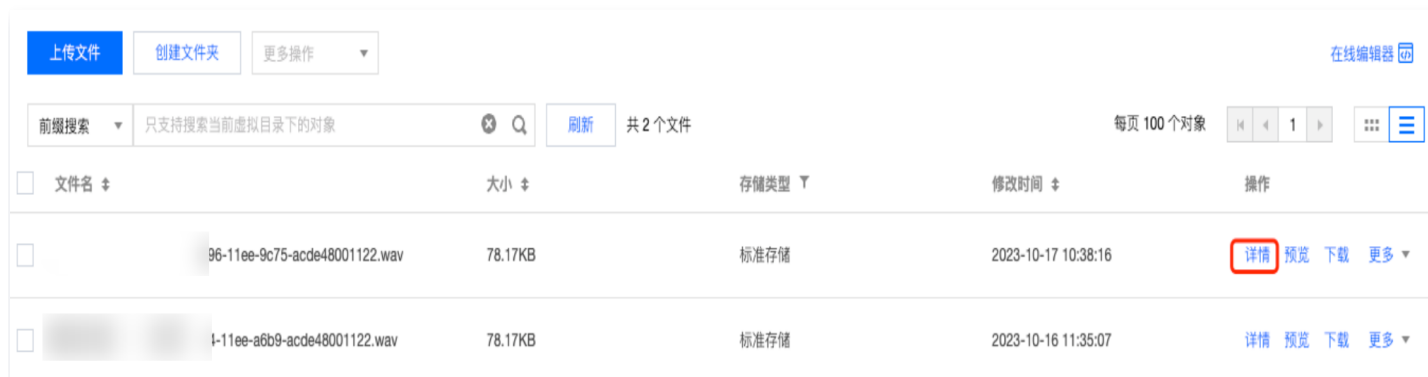 上传文件 创建文件夹 更多操作 在线编辑器
前缀搜索 只支持搜索当前虚拟目录下的对象 刷新 共 2 个文件 每页 100 个对象 1
文件名 大小 存储类型 修改时间 操作
96-11ee-9c75-acde48001122.wav 78.17KB 标准存储 2023-10-17 10:38:16 详情 预览 下载 更多
4-11ee-a6b9-acde48001122.wav 78.17KB 标准存储 2023-10-16 11:35:07 详情 预览 下载 更多